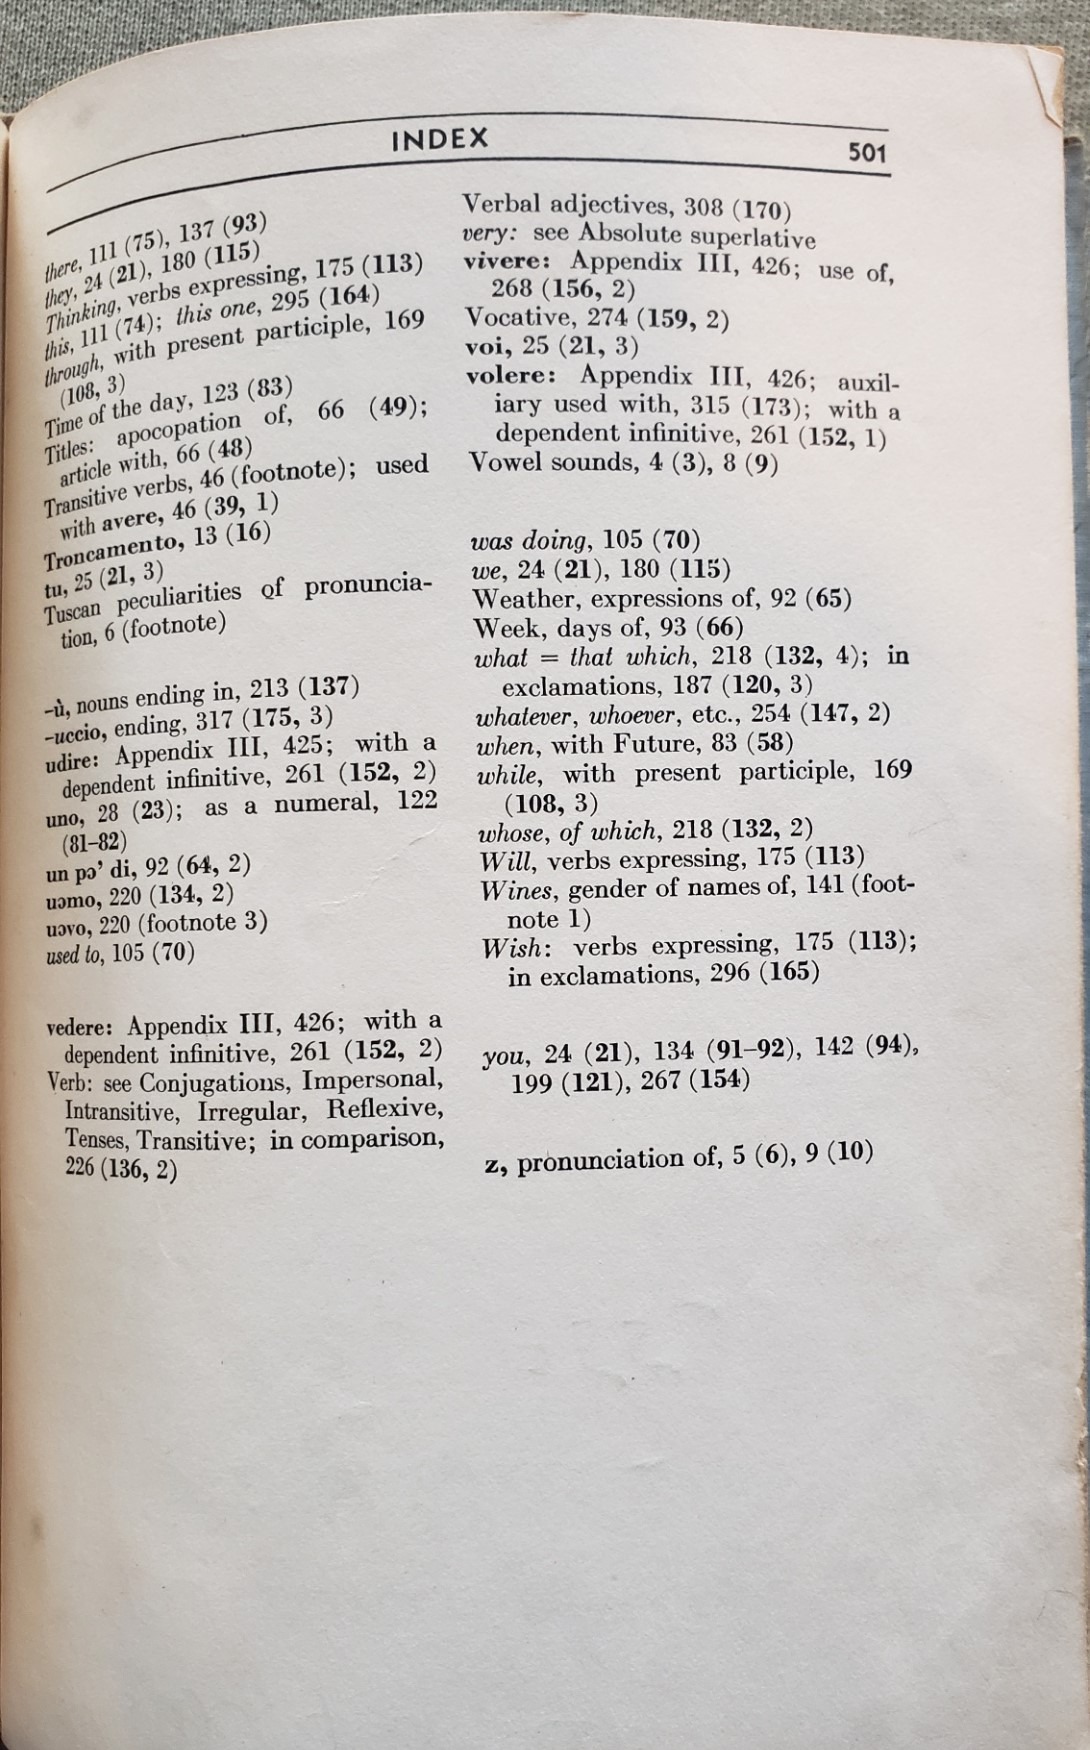 INDEX
501
there, 111 (75), 137 (93)
they, 24 (21), 180 (115)
Thinking, verbs expressing, 175 (113)
this, 111 (74); this one, 295 (164)
through, with present participle, 169
(108, 3)
Time of the day, 123 (83)
Titles: apocopation of, 66 (49);
article with, 66 (48)
Transitive verbs, 46 (footnote); used
with avere, 46 (39, 1)
Troncamento, 13 (16)
tu, 25 (21, 3)
Tuscan peculiarities of pronuncia-
tion, 6 (footnote)
-ù, nouns ending in, 213 (137)
-uccio, ending, 317 (175, 3)
udire: Appendix III, 425; with a
dependent infinitive, 261 (152, 2)
uno, 28 (23); as a numeral, 122
(81–82)
un pɔ' di, 92 (64, 2)
uɔmo, 220 (134, 2)
uɔvo, 220 (footnote 3)
used to, 105 (70)
vedere: Appendix III, 426; with a
dependent infinitive, 261 (152, 2)
Verb: see Conjugations, Impersonal,
Intransitive, Irregular, Reflexive,
Tenses, Transitive; in comparison,
226 (136, 2)
Verbal adjectives, 308 (170)
very: see Absolute superlative
vivere: Appendix III, 426; use of,
268 (156, 2)
Vocative, 274 (159, 2)
voi, 25 (21, 3)
volere: Appendix III, 426; auxil-
iary used with, 315 (173); with a
dependent infinitive, 261 (152, 1)
Vowel sounds, 4 (3), 8 (9)
was doing, 105 (70)
we, 24 (21), 180 (115)
Weather, expressions of, 92 (65)
Week, days of, 93 (66)
what = that which, 218 (132, 4); in
exclamations, 187 (120, 3)
whatever, whoever, etc., 254 (147, 2)
when, with Future, 83 (58)
while, with present participle, 169
(108, 3)
whose, of which, 218 (132, 2)
Will, verbs expressing, 175 (113)
Wines, gender of names of, 141 (foot-
note 1)
Wish: verbs expressing, 175 (113);
in exclamations, 296 (165)
you, 24 (21), 134 (91–92), 142 (94),
199 (121), 267 (154)
z, pronunciation of, 5 (6), 9 (10)